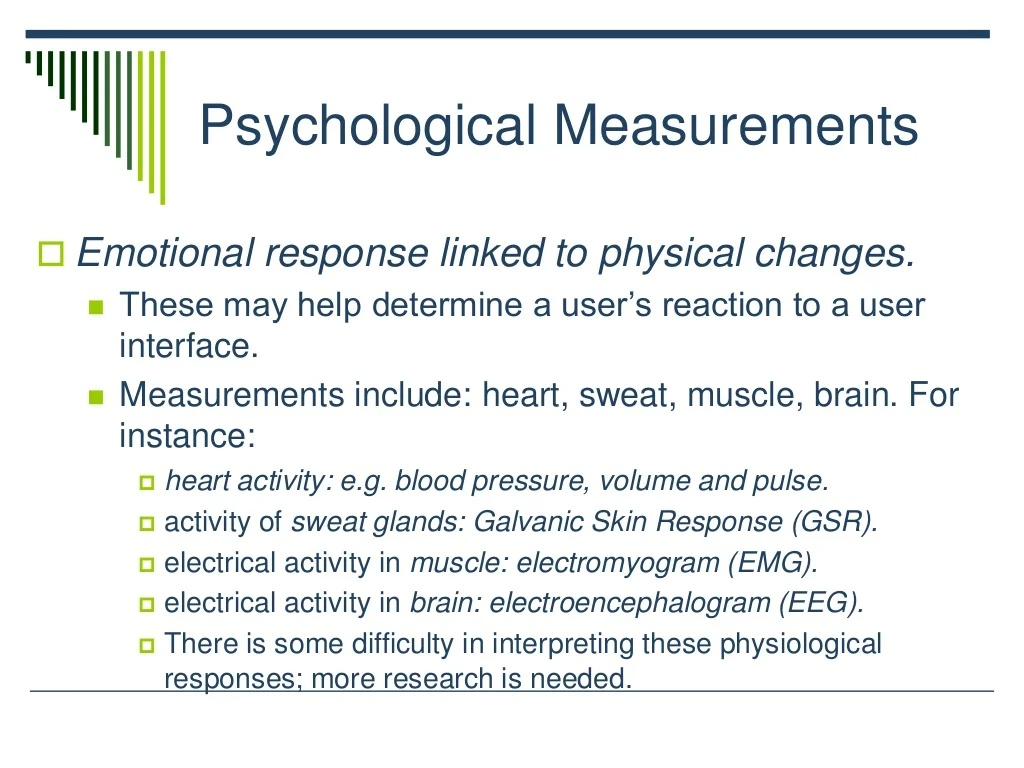 Psychological Measurements
Emotional response linked to physical changes.
These may help determine a user’s reaction to a user
interface.
Measurements include: heart, sweat, muscle, brain. For
instance:
heart activity: e.g. blood pressure, volume and pulse.
activity of sweat glands: Galvanic Skin Response (GSR).
electrical activity in muscle: electromyogram (EMG).
electrical activity in brain: electroencephalogram (EEG).
There is some difficulty in interpreting these physiological
responses; more research is needed.